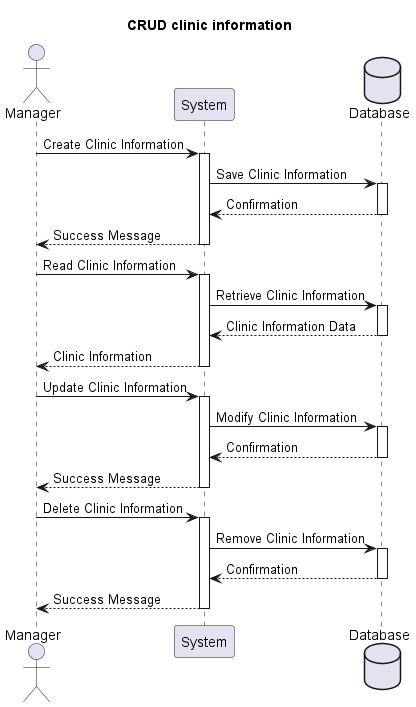 CRUD clinic information
Manager
System
Database
Create Clinic Information
Save Clinic Information
Confirmation
Success Message
Read Clinic Information
Retrieve Clinic Information
Clinic Information Data
Clinic Information
Update Clinic Information
Modify Clinic Information
Confirmation
Success Message
Delete Clinic Information
Remove Clinic Information
Confirmation
Success Message
Manager
System
Database